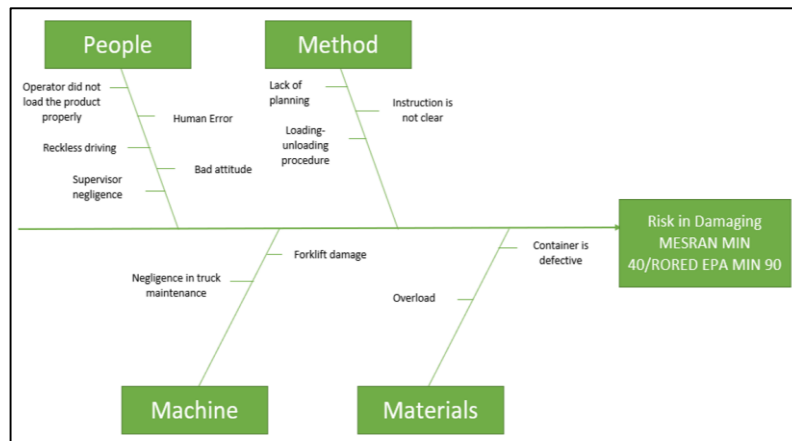 People
Method
Operator did not
load the product
properly
Human Error
Reckless driving
Bad attitude
Supervisor
negligence
Lack of
planning
Instruction is
not clear
Loading-
unloading
procedure
Risk in Damaging
MESRAN MIN
40/RORED EPA MIN 90
Forklift damage
Negligence in truck
maintenance
Container is
defective
Overload
Machine
Materials